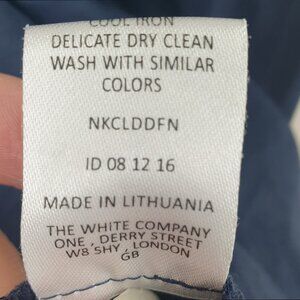 COOL IRON
DELICATE DRY CLEAN
WASH WITH SIMILAR
COLORS
NKCLDDFN
ID 08 12 16
MADE IN LITHUANIA
THE WHITE COMPANY
ONE , DERRY STREET
W8 5HY , LONDON
GB